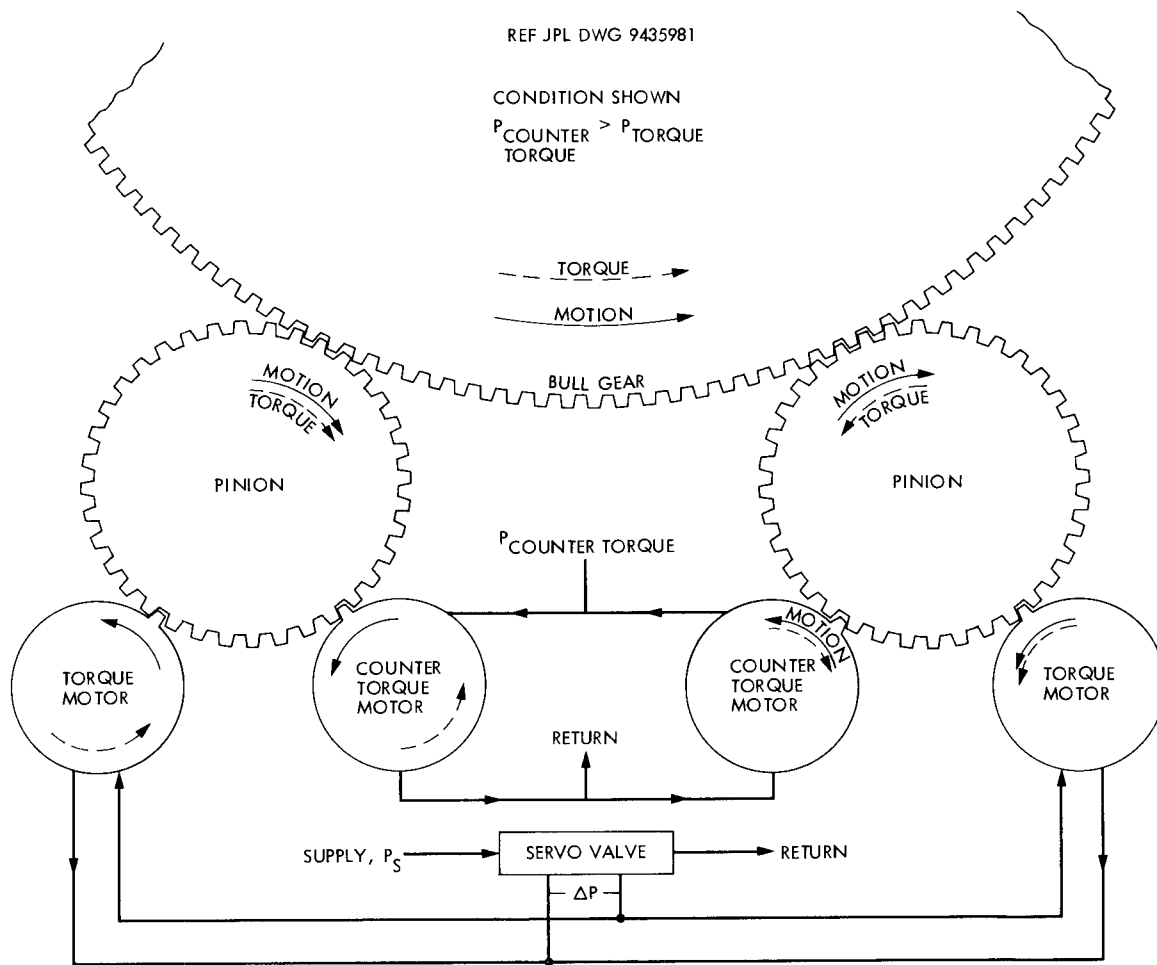 REF JPL DWG 9435981
CONDITION SHOWN
P COUNTER TORQUE > P TORQUE
TORQUE
MOTION
BULL GEAR
MOTION
TORQUE
PINION
MOTION
TORQUE
PINION
P COUNTER TORQUE
TORQUE
MOTOR
COUNTER
TORQUE
MOTOR
MOTION
COUNTER
TORQUE
MOTOR
TORQUE
MOTOR
RETURN
SUPPLY, PS
SERVO VALVE
RETURN
ΔP